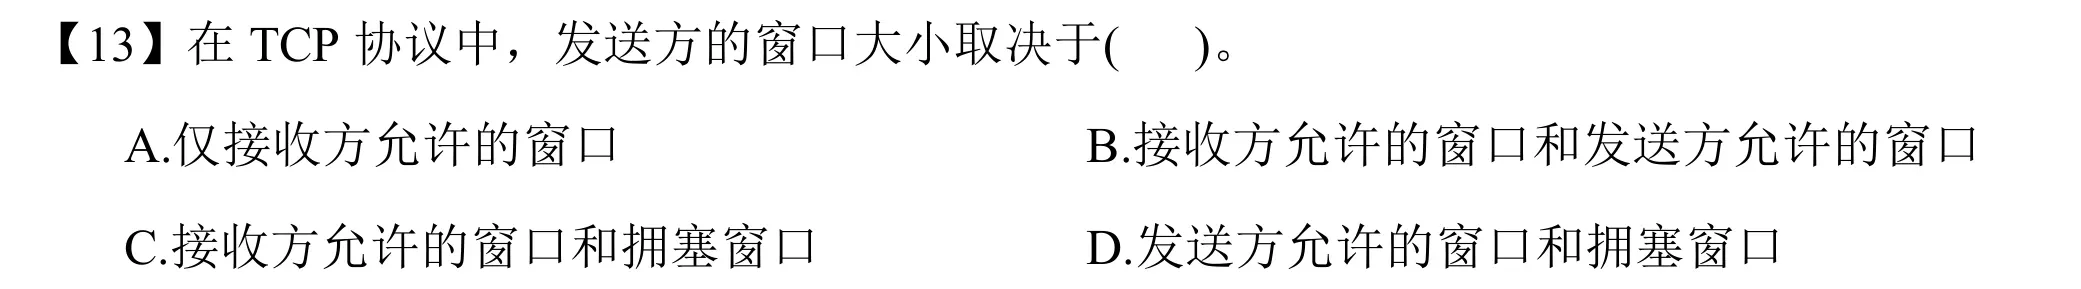 【13】在 TCP 协议中，发送方的窗口大小取决于(    )。
A.仅接收方允许的窗口
B.接收方允许的窗口和发送方允许的窗口
C.接收方允许的窗口和拥塞窗口
D.发送方允许的窗口和拥塞窗口